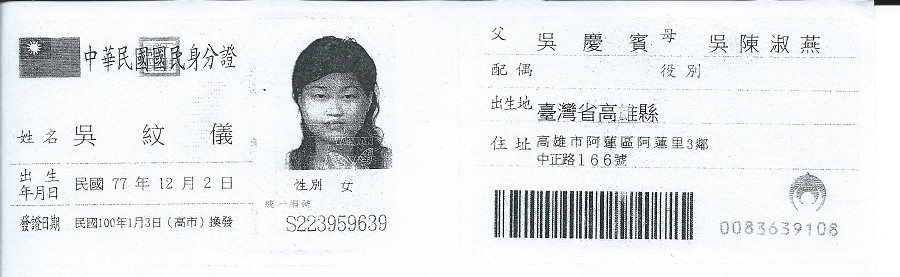 中華民國國民身分證
姓名 吳紋儀
出生年月日 民國 77 年 12 月 2 日
發證日期 民國100年1月3日(高市)換發
性別 女
統一編號
S223959639
父 吳慶賓 母 吳陳淑燕
配偶 役別
出生地 臺灣省高雄縣
住址 高雄市阿蓮區阿蓮里3鄰
中正路166號
0083639108